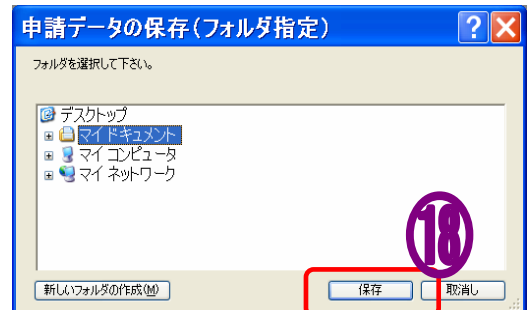 申請データの保存(フォルダ指定)
フォルダを選択して下さい。
デスクトップ
マイ ドキュメント
マイ コンピュータ
マイ ネットワーク
⑱
新しいフォルダの作成(M) 保存 取消し